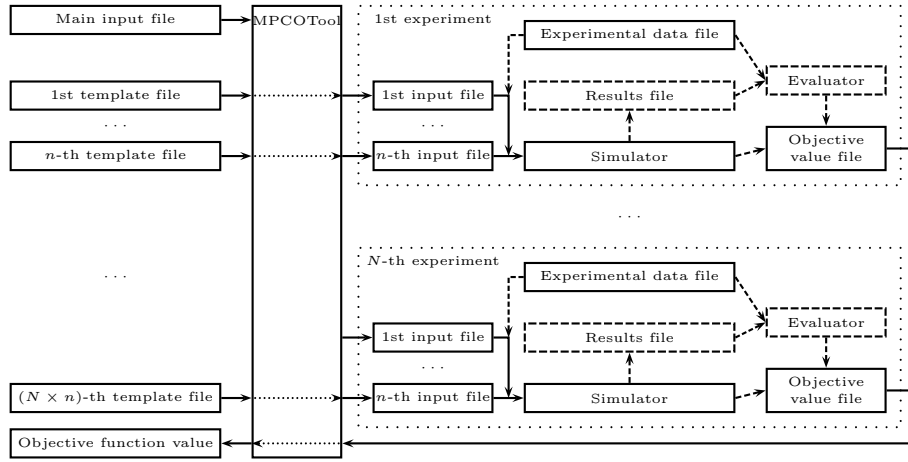 Main input file
MPCOTool
1st experiment
Experimental data file
1st template file
1st input file
Results file
Evaluator
. . .
. . .
n-th template file
n-th input file
Simulator
Objective
value file
. . .
N-th experiment
Experimental data file
. . .
1st input file
Results file
Evaluator
. . .
(N × n)-th template file
n-th input file
Simulator
Objective
value file
Objective function value